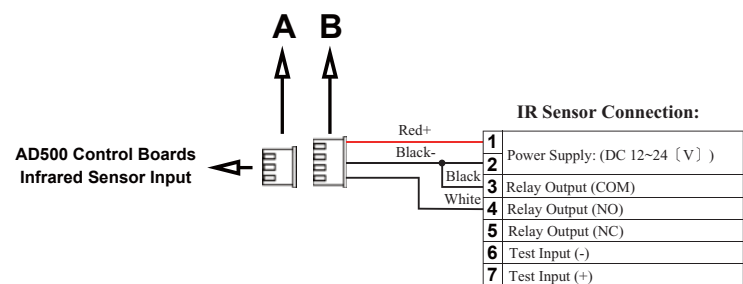 A B
IR Sensor Connection:
AD500 Control Boards
Infrared Sensor Input
Red+
Black-
Black
White
1
2 Power Supply: (DC 12~24〔V〕)
3 Relay Output (COM)
4 Relay Output (NO)
5 Relay Output (NC)
6 Test Input (-)
7 Test Input (+)